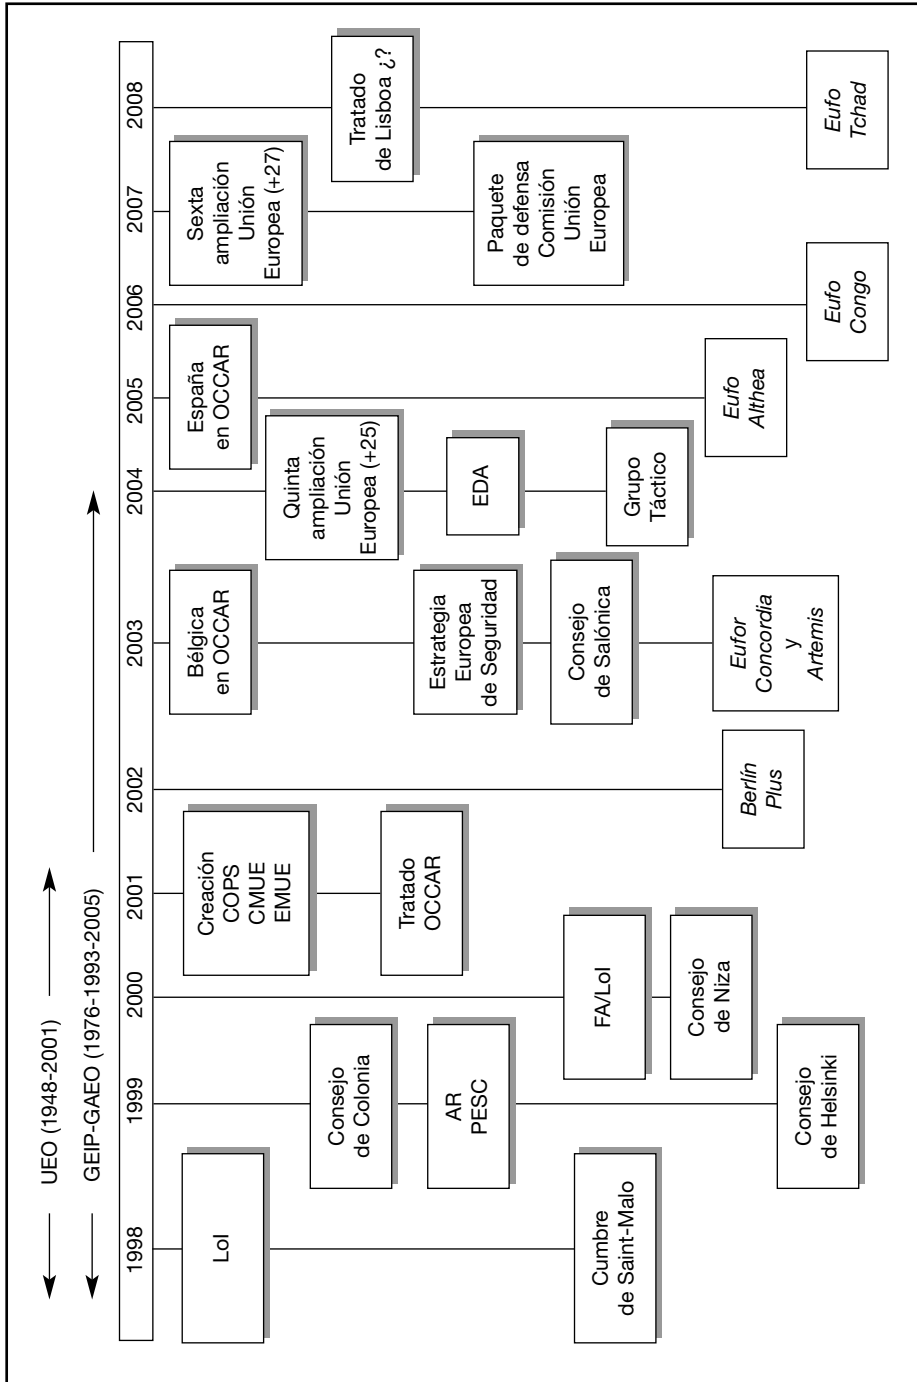 UEO (1948-2001)
GEIP-GAEO (1976-1993-2005)
1998
1999
2000
2001
2002
2003
2004
2005
2006
2007
2008
LoI
Cumbre
de Saint-Malo
Consejo
de Colonia
AR
PESC
Consejo
de Helsinki
FA/LoI
Consejo
de Niza
Creación
COPS
CMUE
EMUE
Tratado
OCCAR
Berlín
Plus
Bélgica
en OCCAR
Estrategia
Europea
de Seguridad
Consejo
de Salónica
Eufor
Concordia
y
Artemis
Quinta
ampliación
Unión
Europea (+25)
EDA
Grupo
Táctico
España
en OCCAR
Eufo
Althea
Eufo
Congo
Sexta
ampliación
Unión
Europea (+27)
Paquete
de defensa
Comisión
Unión
Europea
Tratado
de Lisboa ¿?
Eufo
Tchad